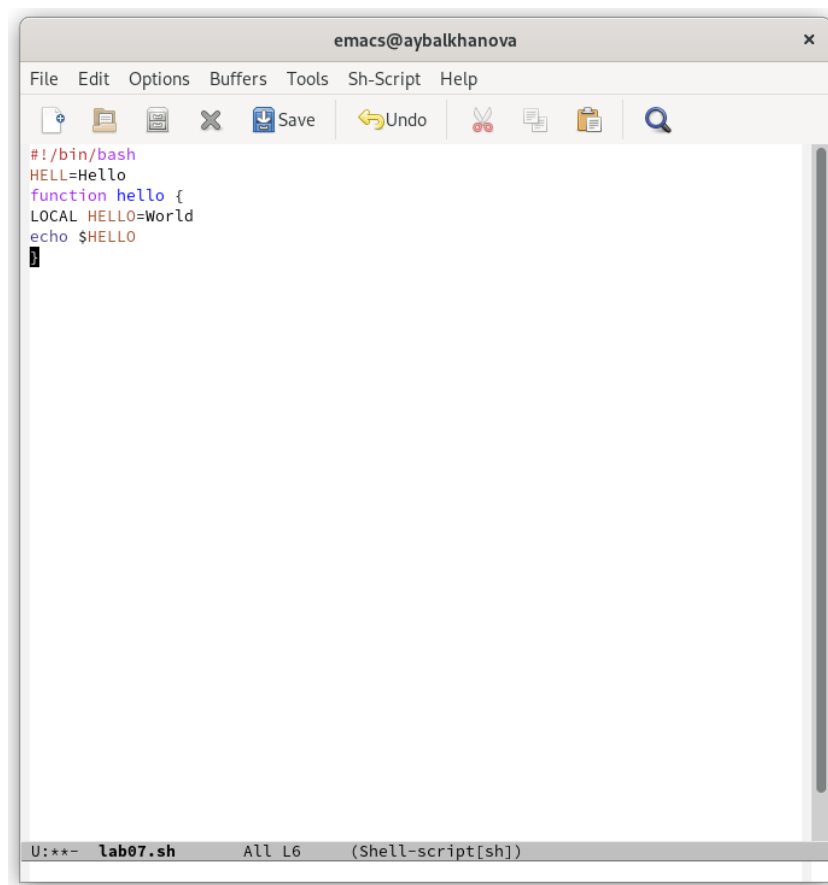 emacs@aybalkhanova ×
File Edit Options Buffers Tools Sh-Script Help
Save Undo
#!/bin/bash
HELL=Hello
function hello {
LOCAL HELLO=World
echo $HELLO
}
U:**- lab07.sh All L6 (Shell-script[sh])